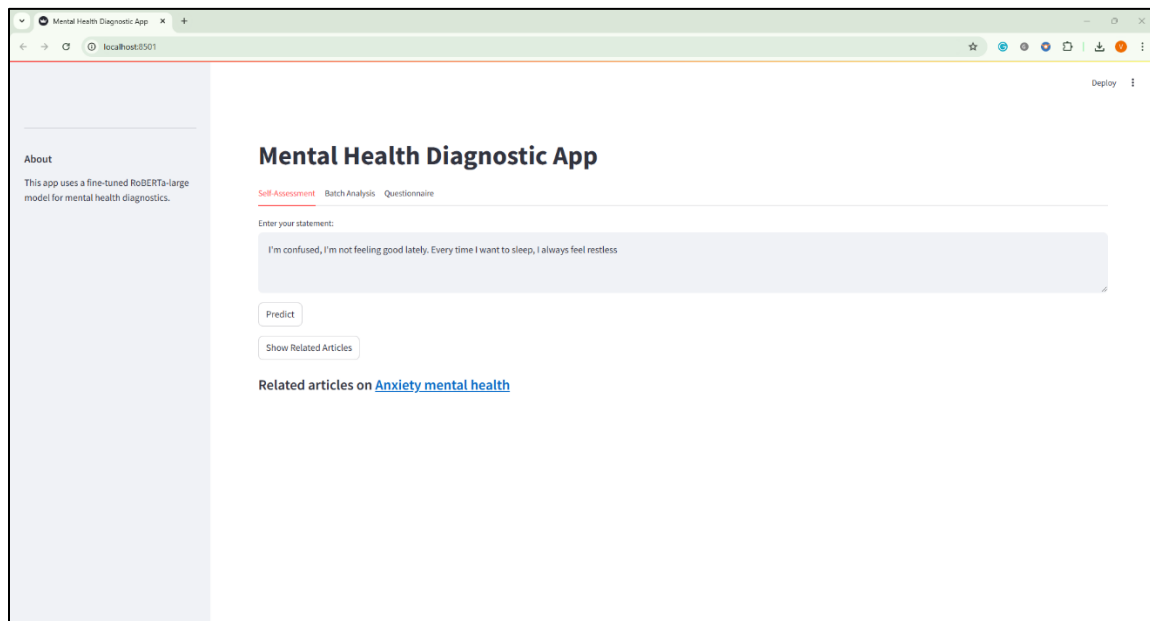 Mental Health Diagnostic App
localhost:8501
V
Deploy
About
This app uses a fine-tuned RoBERTa-large
model for mental health diagnostics.
Mental Health Diagnostic App
Self-Assessment Batch Analysis Questionnaire
Enter your statement:
I'm confused, I'm not feeling good lately. Every time I want to sleep, I always feel restless
Predict
Show Related Articles
Related articles on Anxiety mental health